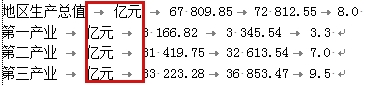 地区生产总值 → 亿元 → 67 809.85 → 72 812.55 → 8.0
第一产业 → 亿元 → 3 166.82 → 3 345.54 → 3.3
第二产业 → 亿元 → 31 419.75 → 32 613.54 → 7.0
第三产业 → 亿元 → 33 223.28 → 36 853.47 → 9.5